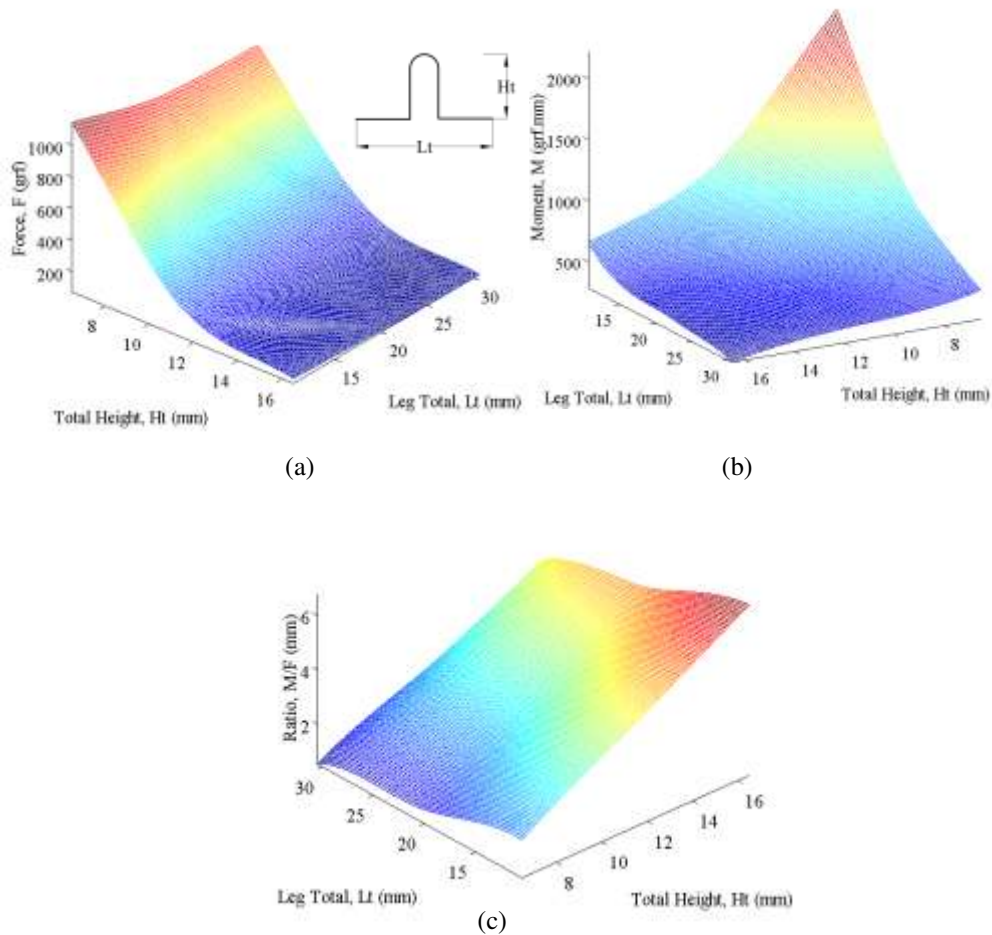 Force, F (grf)
1000
800
600
400
200
8
10
12
14
16
Total Height, Ht (mm)
15
20
25
30
Leg Total, Lt (mm)
Ht
Lt
(a)
Moment, M (grf.mm)
2000
1500
1000
500
15
20
25
30
Leg Total, Lt (mm)
16
14
12
10
8
Total Height, Ht (mm)
(b)
Ratio, M/F (mm)
6
4
2
30
25
20
15
Leg Total, Lt (mm)
8
10
12
14
16
Total Height, Ht (mm)
(c)